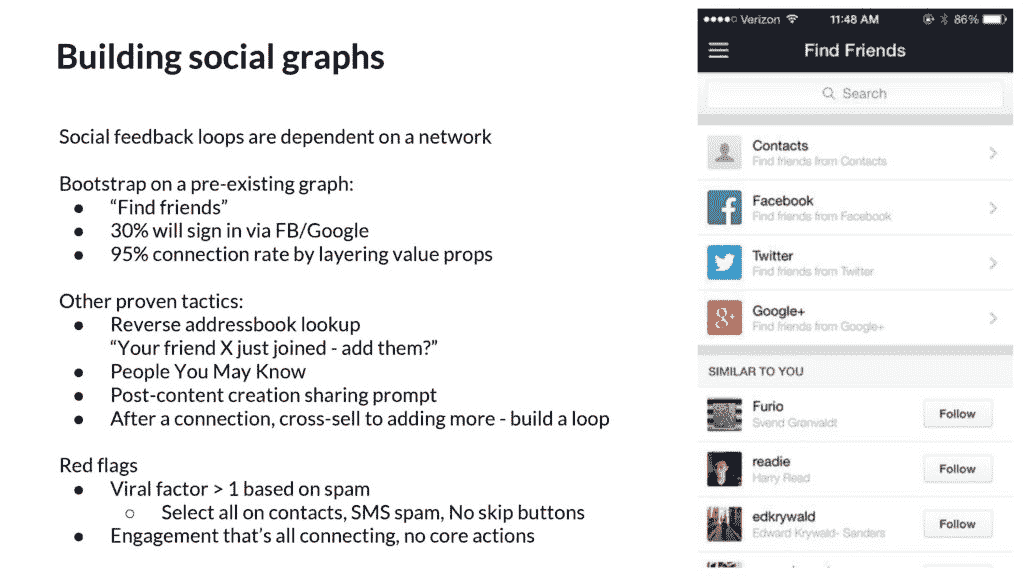 Building social graphs
Social feedback loops are dependent on a network
Bootstrap on a pre-existing graph:
● “Find friends”
● 30% will sign in via FB/Google
● 95% connection rate by layering value props
Other proven tactics:
● Reverse addressbook lookup
“Your friend X just joined - add them?”
● People You May Know
● Post-content creation sharing prompt
● After a connection, cross-sell to adding more - build a loop
Red flags
● Viral factor > 1 based on spam
○ Select all on contacts, SMS spam, No skip buttons
● Engagement that’s all connecting, no core actions
Verizon 11:48 AM 86%
Find Friends
Search
Contacts
Find friends from Contacts
Facebook
Find friends from Facebook
Twitter
Find friends from Twitter
Google+
Find friends from Google+
SIMILAR TO YOU
Furio
Svend Grønvaldt
Follow
readie
Harry Read
Follow
edkrywald
Edward Krywald- Sanders
Follow